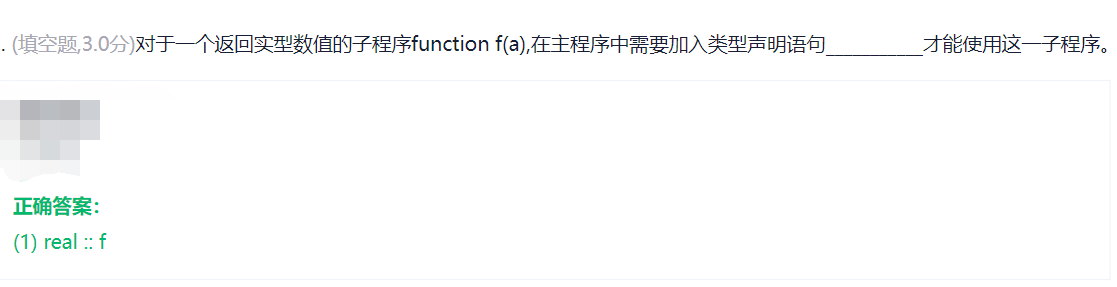 . (填空题,3.0分)对于一个返回实型数值的子程序function f(a),在主程序中需要加入类型声明语句___________才能使用这一子程序。
正确答案：
(1) real :: f